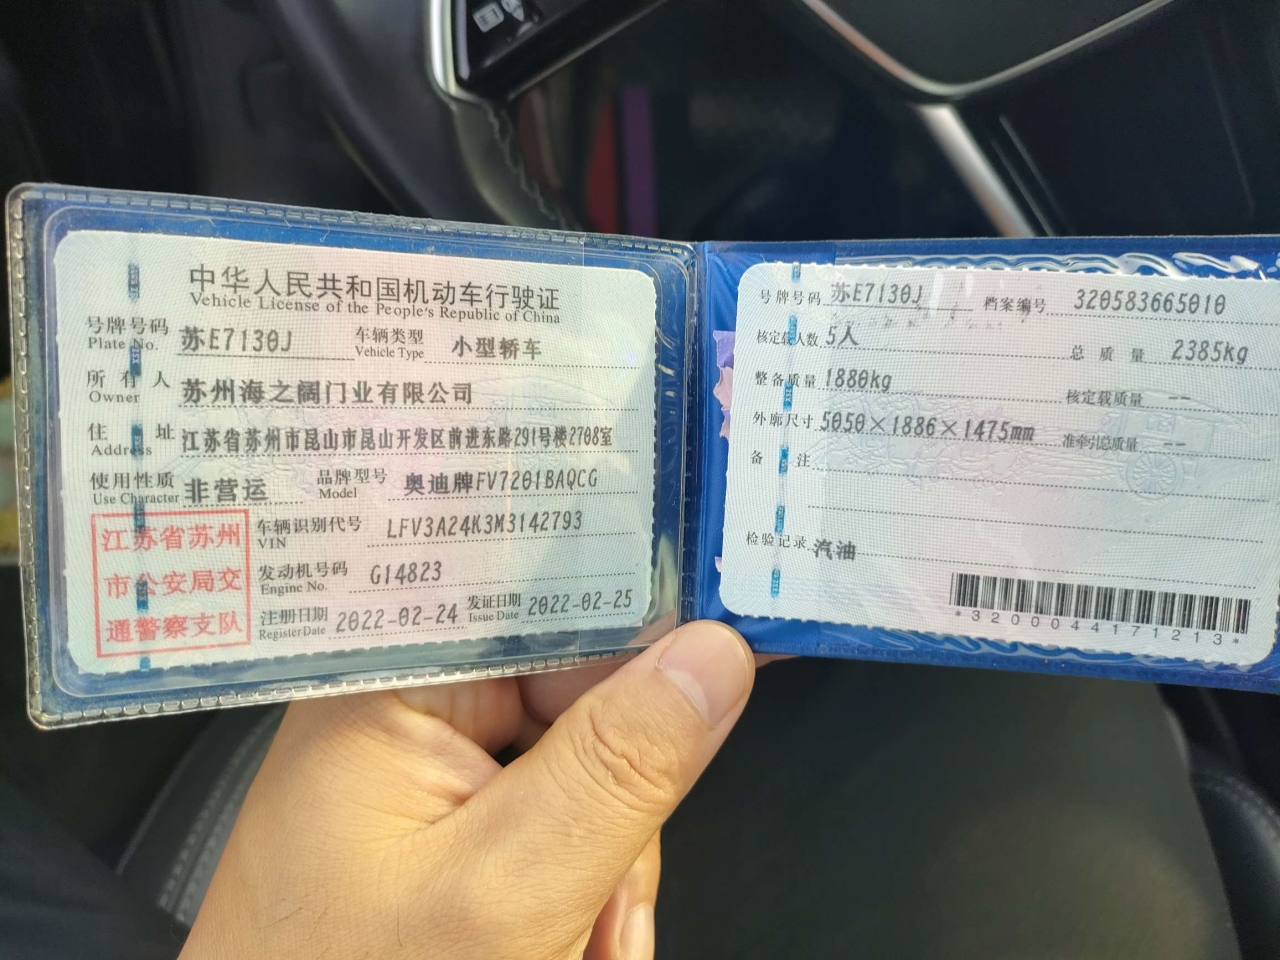 中华人民共和国机动车行驶证
Vehicle License of the People's Republic of China
号牌号码 苏E7130J 车辆类型 小型轿车
Plate No. Vehicle Type
所有人 苏州海之阔门业有限公司
Owner
住址 江苏省苏州市昆山市昆山开发区前进东路291号楼2708室
Address
使用性质 非营运 品牌型号 奥迪牌FV7201BAQCG
Use Character Model
江苏省苏州
市公安局交
通警察支队
车辆识别代号 LFV3A24K3M3142793
VIN
发动机号码 G14823
Engine No.
注册日期 2022-02-24 发证日期 2022-02-25
Register Date Issue Date
号牌号码 苏E7130J 档案编号 320583665010
核定载人数 5人 总质量 2385kg
整备质量 1880kg 核定载质量 --
外廓尺寸 5050×1886×1475mm 准牵引总质量 --
备注
检验记录 汽油
*3200044171213*